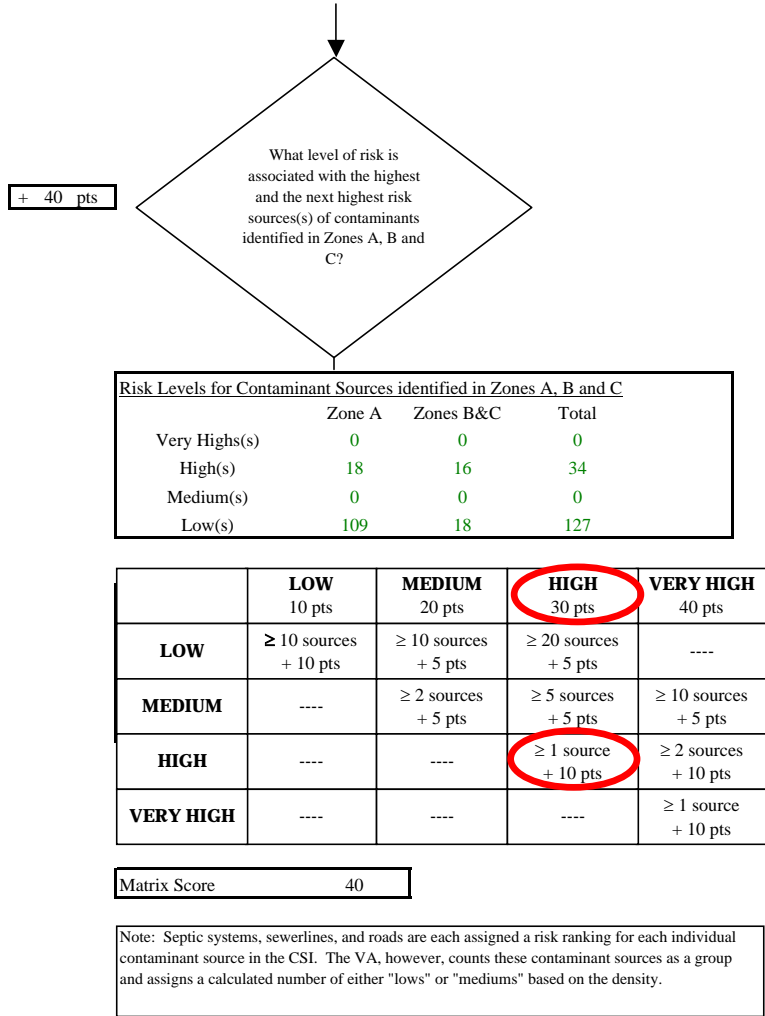 What level of risk is
associated with the highest
and the next highest risk
sources(s) of contaminants
identified in Zones A, B and
C?
+ 40 pts
Risk Levels for Contaminant Sources identified in Zones A, B and C
Zone A Zones B&C Total
Very Highs(s) 0 0 0
High(s) 18 16 34
Medium(s) 0 0 0
Low(s) 109 18 127
LOW MEDIUM HIGH VERY HIGH
10 pts 20 pts 30 pts 40 pts
LOW ≥ 10 sources ≥ 10 sources ≥ 20 sources ----
+ 10 pts + 5 pts + 5 pts
MEDIUM ---- ≥ 2 sources ≥ 5 sources ≥ 10 sources
+ 5 pts + 5 pts + 5 pts
HIGH ---- ---- ≥ 1 source ≥ 2 sources
+ 10 pts + 10 pts
VERY HIGH ---- ---- ---- ≥ 1 source
+ 10 pts
Matrix Score 40
Note: Septic systems, sewerlines, and roads are each assigned a risk ranking for each individual
contaminant source in the CSI. The VA, however, counts these contaminant sources as a group
and assigns a calculated number of either "lows" or "mediums" based on the density.